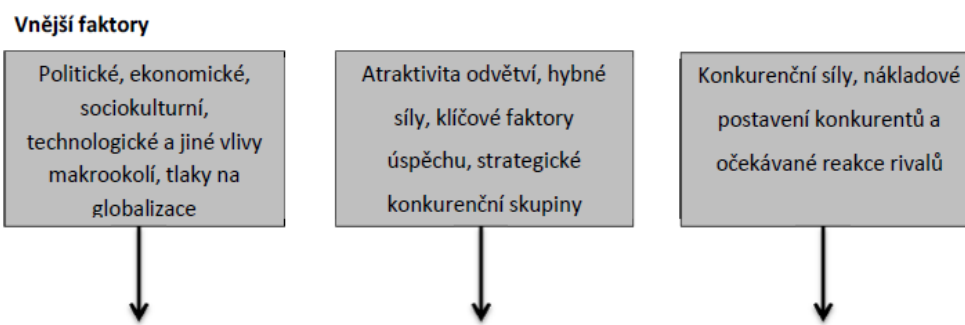 Vnější faktory
Politické, ekonomické,
sociokulturní,
technologické a jiné vlivy
makrookolí, tlaky na
globalizace
Atraktivita odvětví, hybné
síly, klíčové faktory
úspěchu, strategické
konkurenční skupiny
Konkurenční síly, nákladové
postavení konkurentů a
očekávané reakce rivalů